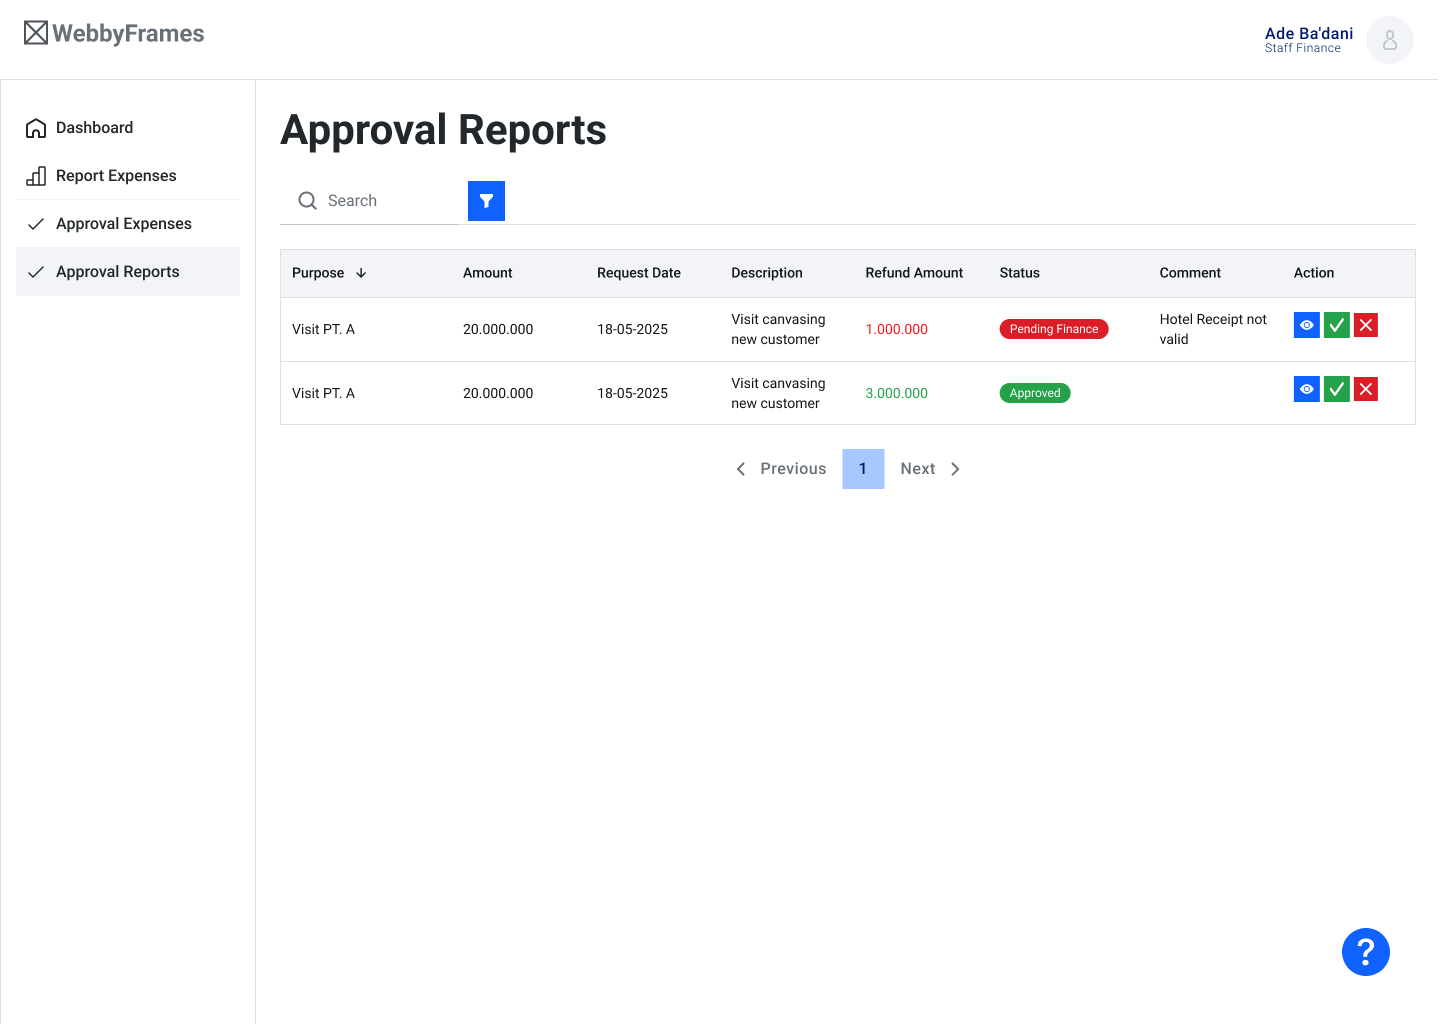 WebbyFrames
Ade Ba'dani
Staff Finance
Dashboard
Report Expenses
Approval Expenses
Approval Reports
Approval Reports
Search
Purpose Amount Request Date Description Refund Amount Status Comment Action
Visit PT. A 20.000.000 18-05-2025 Visit canvasing new customer 1.000.000 Pending Finance Hotel Receipt not valid
Visit PT. A 20.000.000 18-05-2025 Visit canvasing new customer 3.000.000 Approved
Previous 1 Next
?